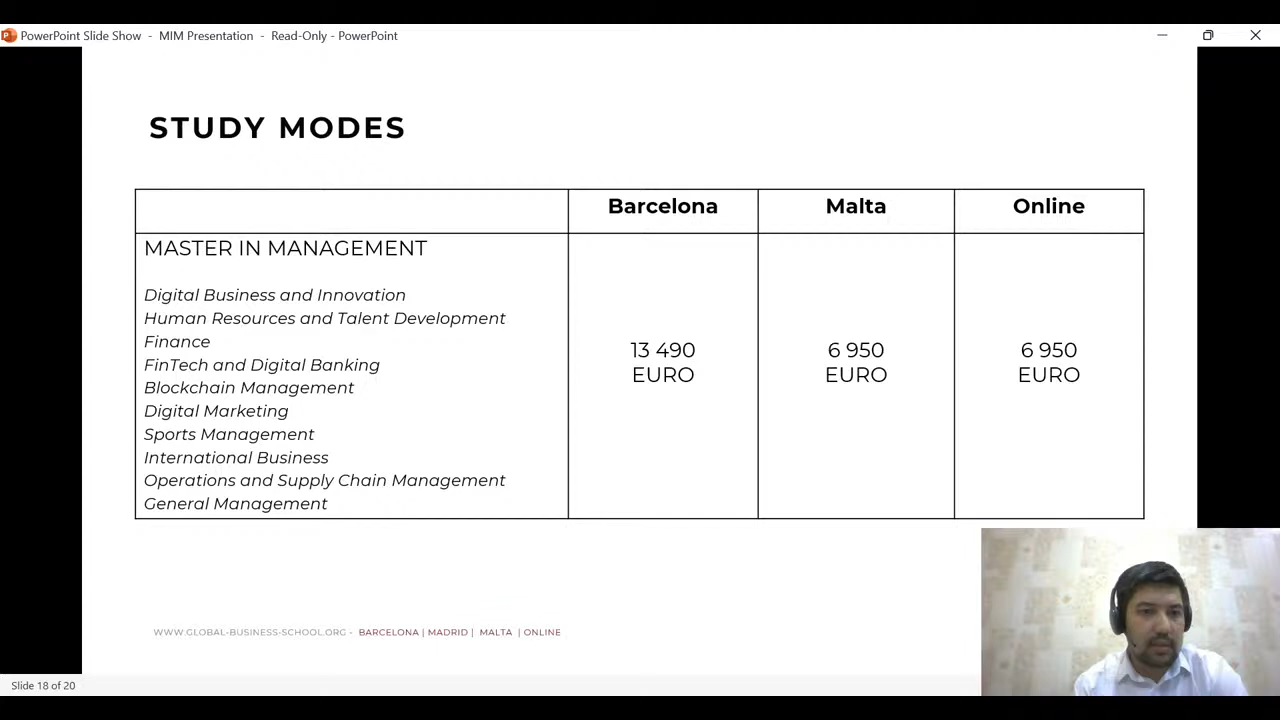 PowerPoint Slide Show - MIM Presentation - Read-Only - PowerPoint
STUDY MODES
Barcelona Malta Online
MASTER IN MANAGEMENT
Digital Business and Innovation
Human Resources and Talent Development
Finance
FinTech and Digital Banking
Blockchain Management
Digital Marketing
Sports Management
International Business
Operations and Supply Chain Management
General Management
13 490
EURO
6 950
EURO
6 950
EURO
WWW.GLOBAL-BUSINESS-SCHOOL.ORG - BARCELONA | MADRID | MALTA | ONLINE
Slide 18 of 20